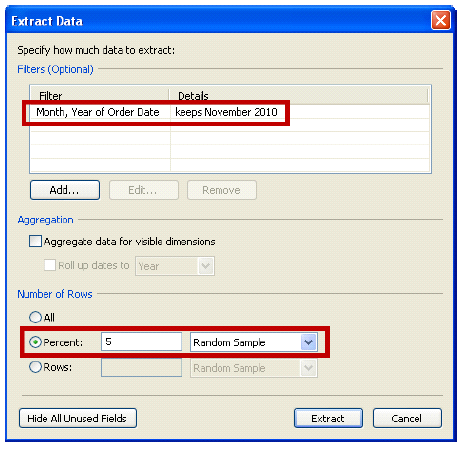 Extract Data
Specify how much data to extract:
Filters (Optional)
Filter Details
Month, Year of Order Date keeps November 2010
Add... Edit... Remove
Aggregation
Aggregate data for visible dimensions
Roll up dates to Year
Number of Rows
All
Percent: 5 Random Sample
Rows: Random Sample
Hide All Unused Fields Extract Cancel